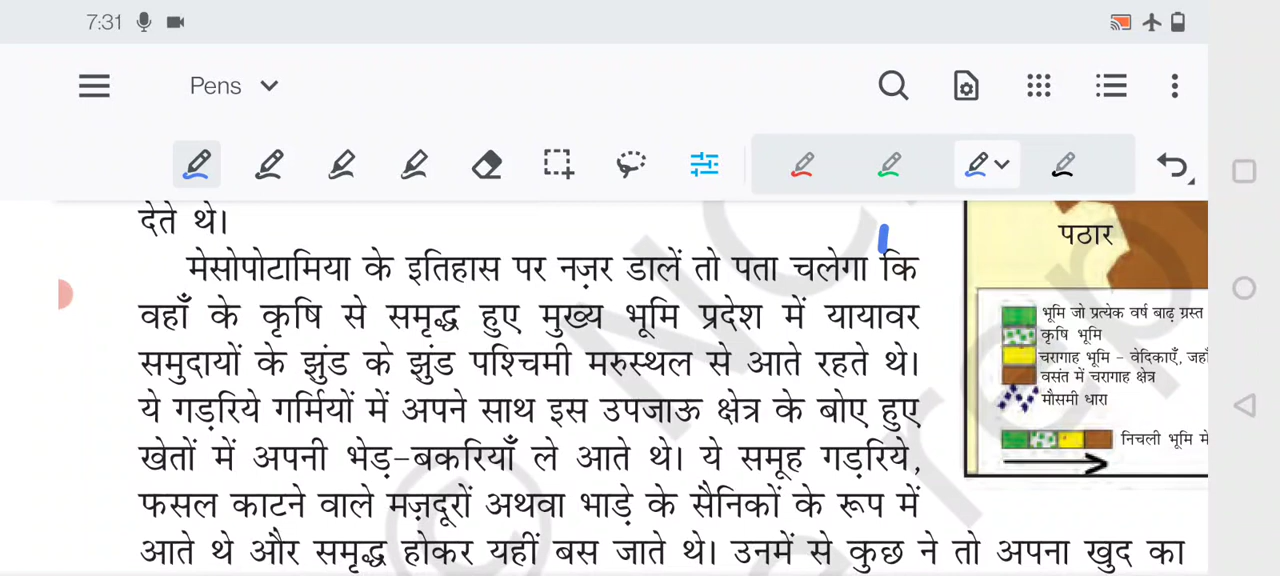 7:31
Pens
देते थे।
मेसोपोटामिया के इतिहास पर नज़र डालें तो पता चलेगा कि
वहाँ के कृषि से समृद्ध हुए मुख्य भूमि प्रदेश में यायावर
समुदायों के झुंड के झुंड पश्चिमी मरुस्थल से आते रहते थे।
ये गड़रिये गर्मियों में अपने साथ इस उपजाऊ क्षेत्र के बोए हुए
खेतों में अपनी भेड़-बकरियाँ ले आते थे। ये समूह गड़रिये,
फसल काटने वाले मज़दूरों अथवा भाड़े के सैनिकों के रूप में
आते थे और समृद्ध होकर यहीं बस जाते थे। उनमें से कुछ ने तो अपना खुद का
पठार
भूमि जो प्रत्येक वर्ष बाढ़ ग्रस्त
कृषि भूमि
चरागाह भूमि – वेदिकाएँ, जहाँ
वसंत में चरागाह क्षेत्र
मौसमी धारा
निचली भूमि मे